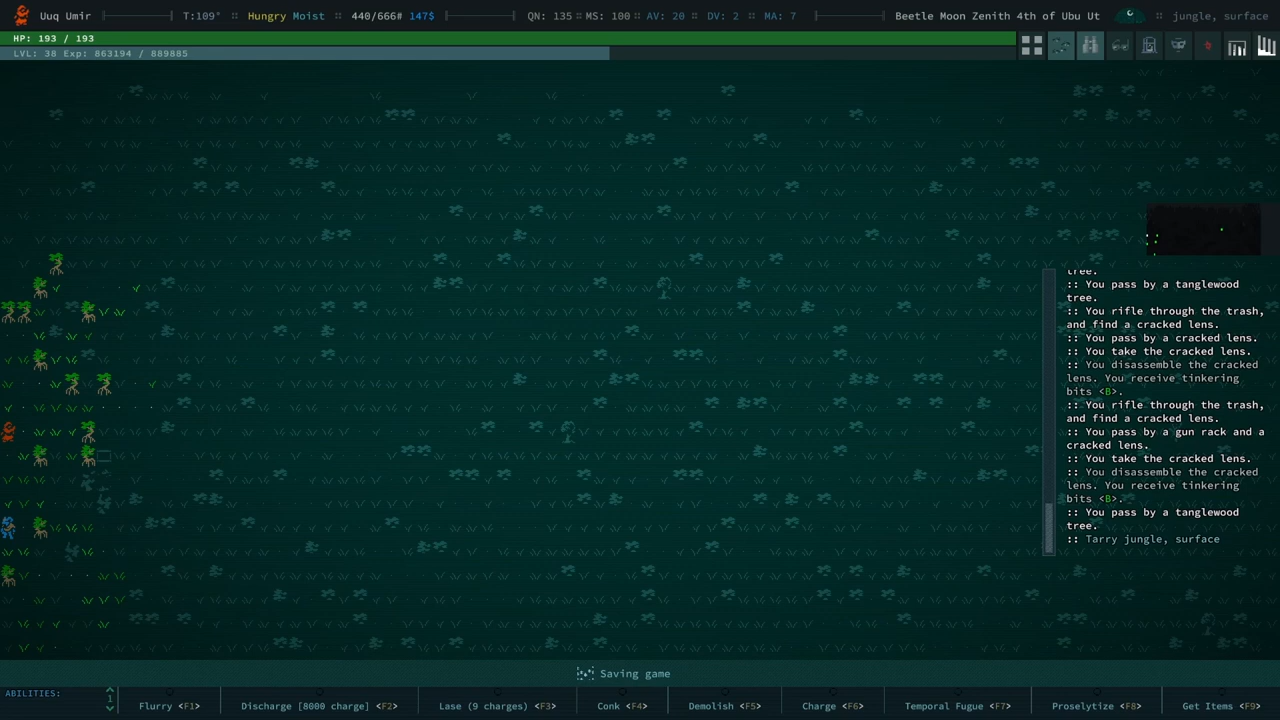 Uuq Umir T:109° :: Hungry Moist :: 440/666# 147$ QN: 135 :: MS: 100 :: AV: 20 :: DV: 2 :: MA: 7 Beetle Moon Zenith 4th of Ubu Ut :: jungle, surface
HP: 193 / 193
LVL: 38 Exp: 863194 / 889885
tree.
:: You pass by a tanglewood
tree.
:: You rifle through the trash,
and find a cracked lens.
:: You pass by a cracked lens.
:: You take the cracked lens.
:: You disassemble the cracked
lens. You receive tinkering
bits <B>.
:: You rifle through the trash,
and find a cracked lens.
:: You pass by a gun rack and a
cracked lens.
:: You take the cracked lens.
:: You disassemble the cracked
lens. You receive tinkering
bits <B>.
:: You pass by a tanglewood
tree.
:: Tarry jungle, surface
Saving game
ABILITIES: 1 Flurry <F1> Discharge [8000 charge] <F2> Lase (9 charges) <F3> Conk <F4> Demolish <F5> Charge <F6> Temporal Fugue <F7> Proselytize <F8> Get Items <F9>